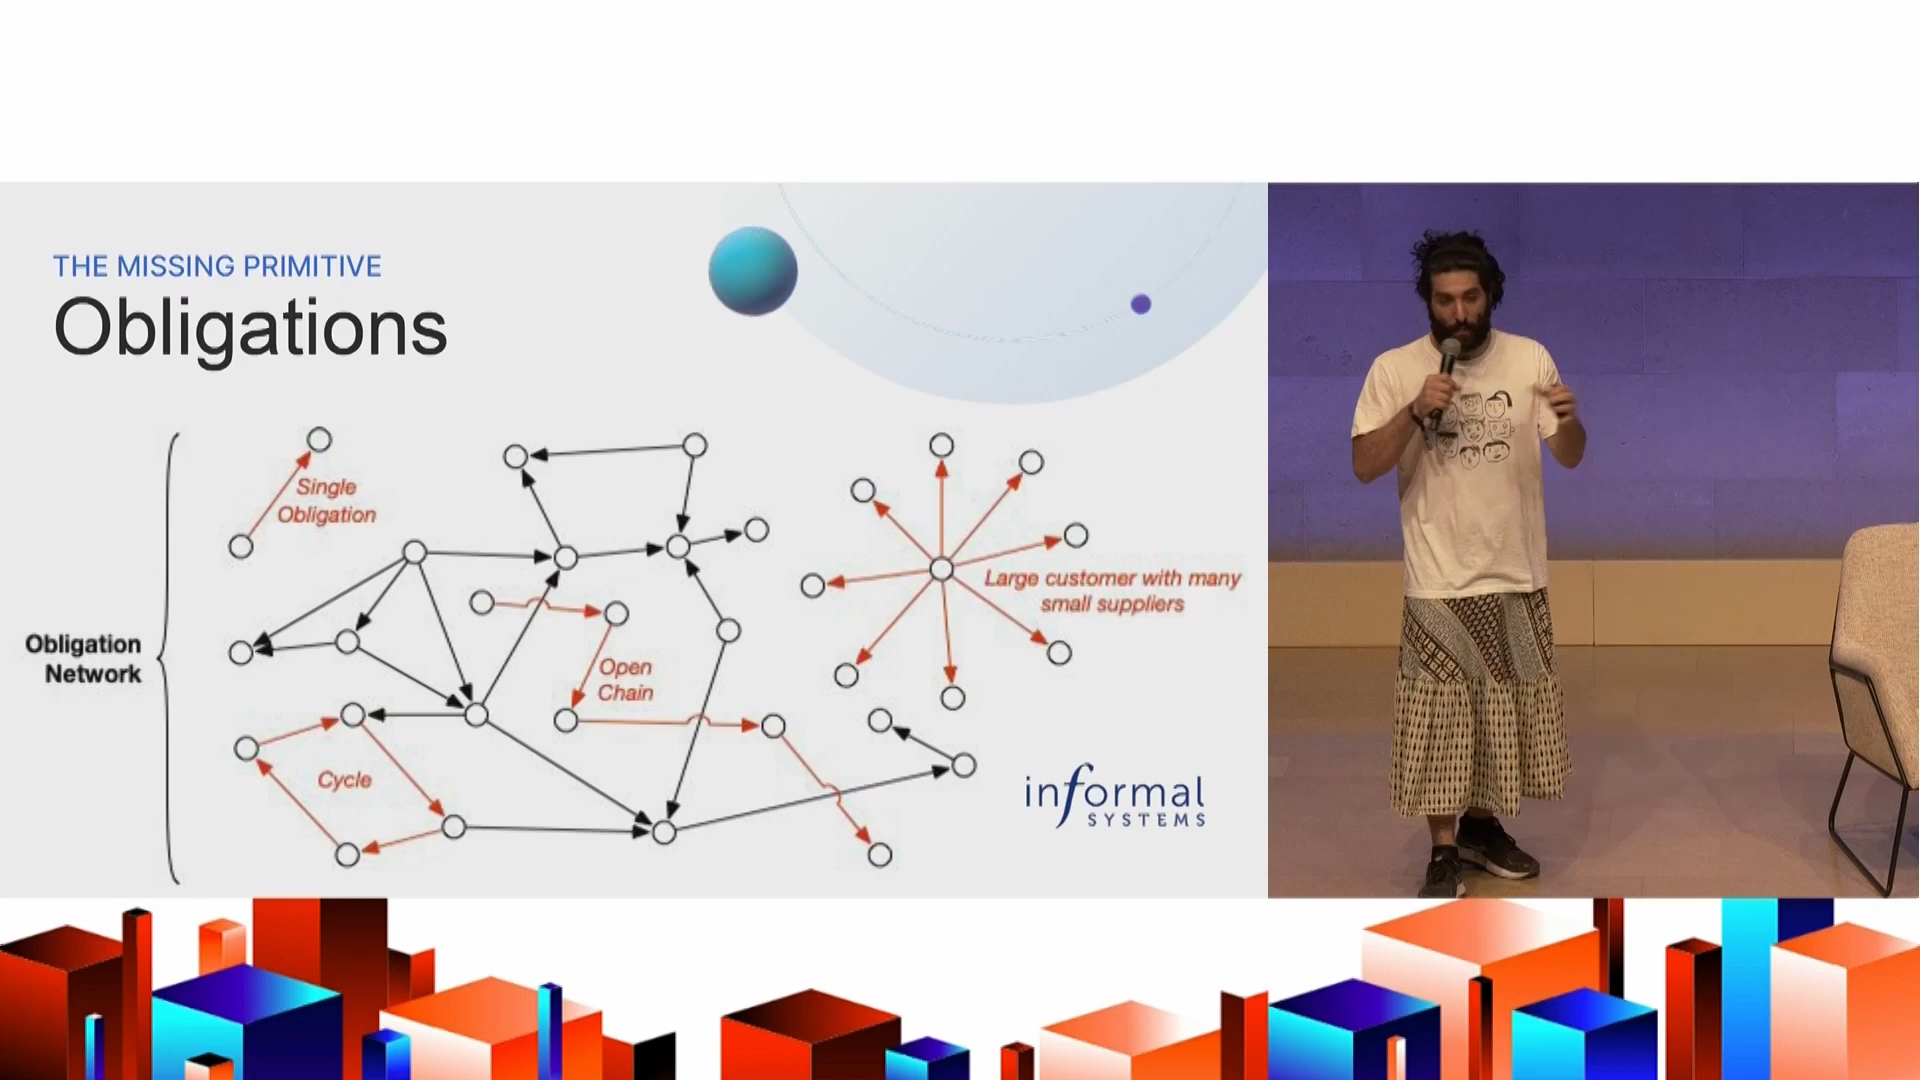 THE MISSING PRIMITIVE
Obligations
Single
Obligation
Large customer with many
small suppliers
Obligation
Network
Open
Chain
Cycle
informal
SYSTEMS